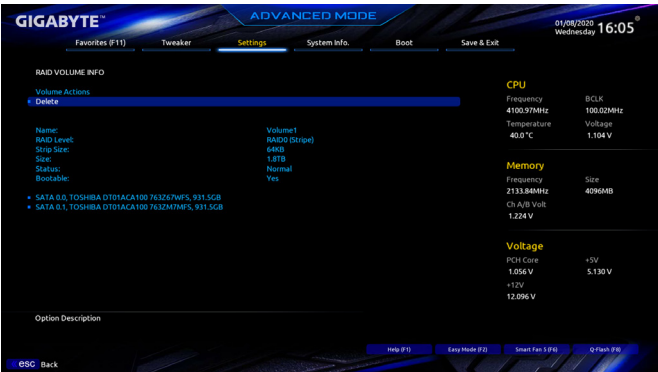 GIGABYTE™
ADVANCED MODE
01/08/2020
Wednesday
16:05
Favorites (F11) Tweaker Settings System Info. Boot Save & Exit
RAID VOLUME INFO
Volume Actions
Delete
Name: Volume1
RAID Level: RAID0 (Stripe)
Strip Size: 64KB
Size: 1.8TB
Status: Normal
Bootable: Yes
SATA 0.0, TOSHIBA DT01ACA100 763Z67WFS, 931.5GB
SATA 0.1, TOSHIBA DT01ACA100 763ZM7MFS, 931.5GB
Option Description
CPU
Frequency BCLK
4100.97MHz 100.02MHz
Temperature Voltage
40.0 °C 1.104 V
Memory
Frequency Size
2133.84MHz 4096MB
Ch A/B Volt
1.224 V
Voltage
PCH Core +5V
1.056 V 5.130 V
+12V
12.096 V
Help (F1) Easy Mode (F2) Smart Fan 5 (F6) Q-Flash (F8)
esc Back